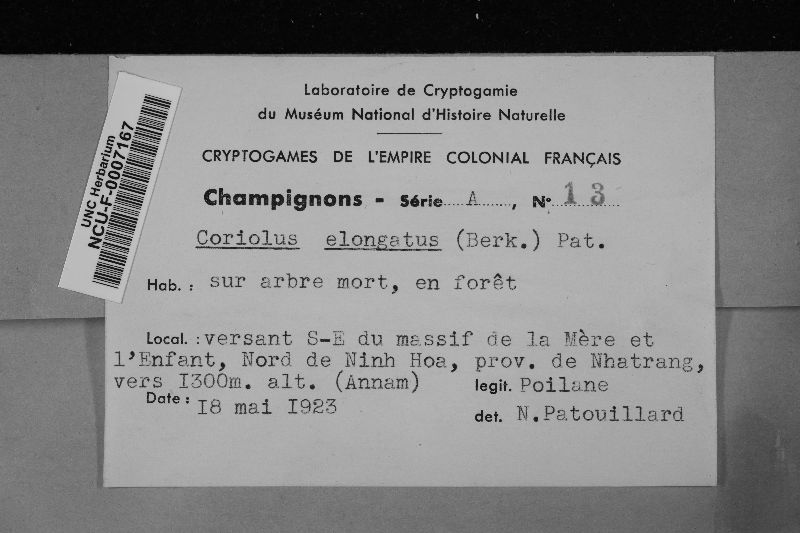 Laboratoire de Cryptogamie
du Muséum National d'Histoire Naturelle
CRYPTOGAMES DE L'EMPIRE COLONIAL FRANÇAIS
Champignons - Série A, N° 13
Coriolus elongatus (Berk.) Pat.
Hab. : sur arbre mort, en forêt
Local. : versant S-E du massif de la Mère et
l'Enfant, Nord de Ninh Hoa, prov. de Nhatrang,
vers I300m. alt. (Annam)
legit. Poilane
Date : I8 mai I923
det. N.Patouillard
UNC Herbarium
NCU-F-0007167